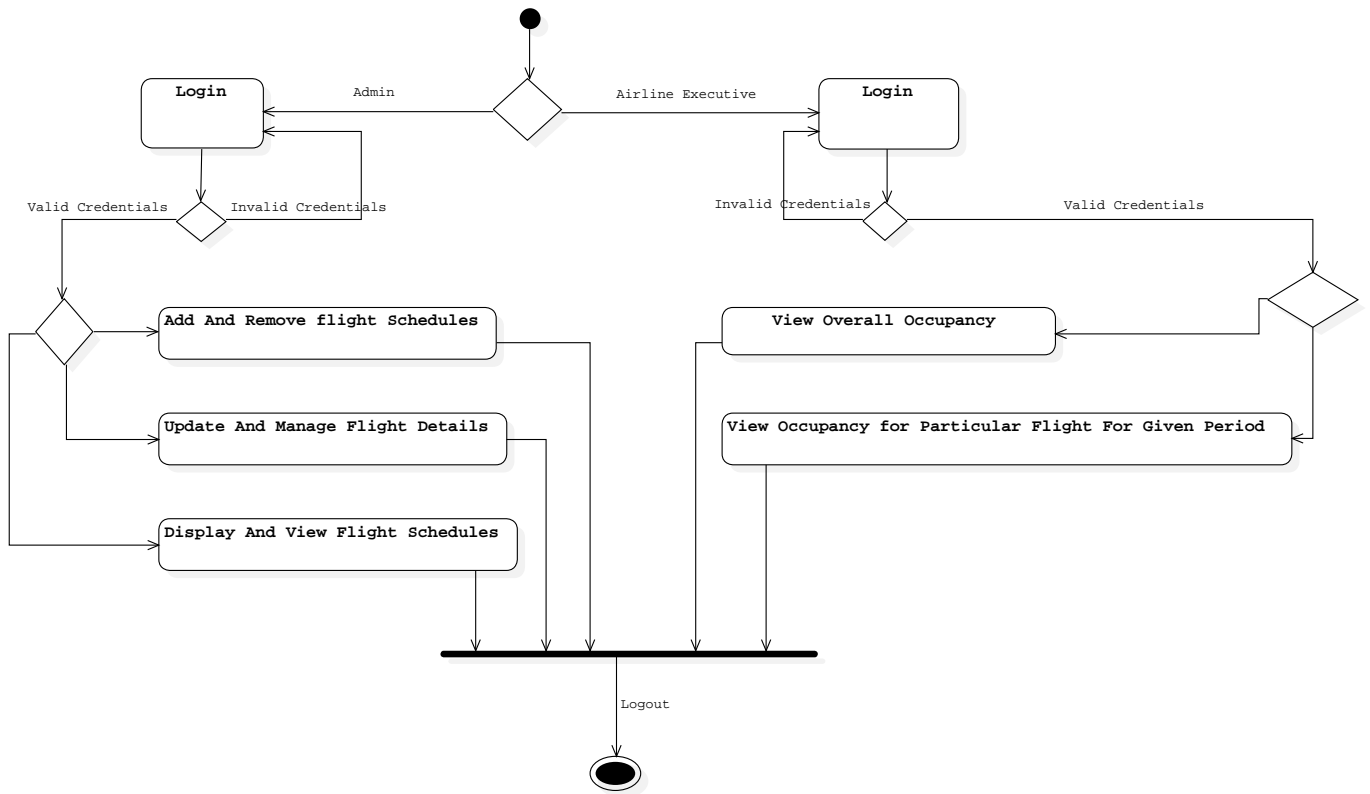 Login
Admin
Airline Executive
Login
Valid Credentials
Invalid Credentials
Invalid Credentials
Valid Credentials
Add And Remove flight Schedules
View Overall Occupancy
Update And Manage Flight Details
View Occupancy for Particular Flight For Given Period
Display And View Flight Schedules
Logout